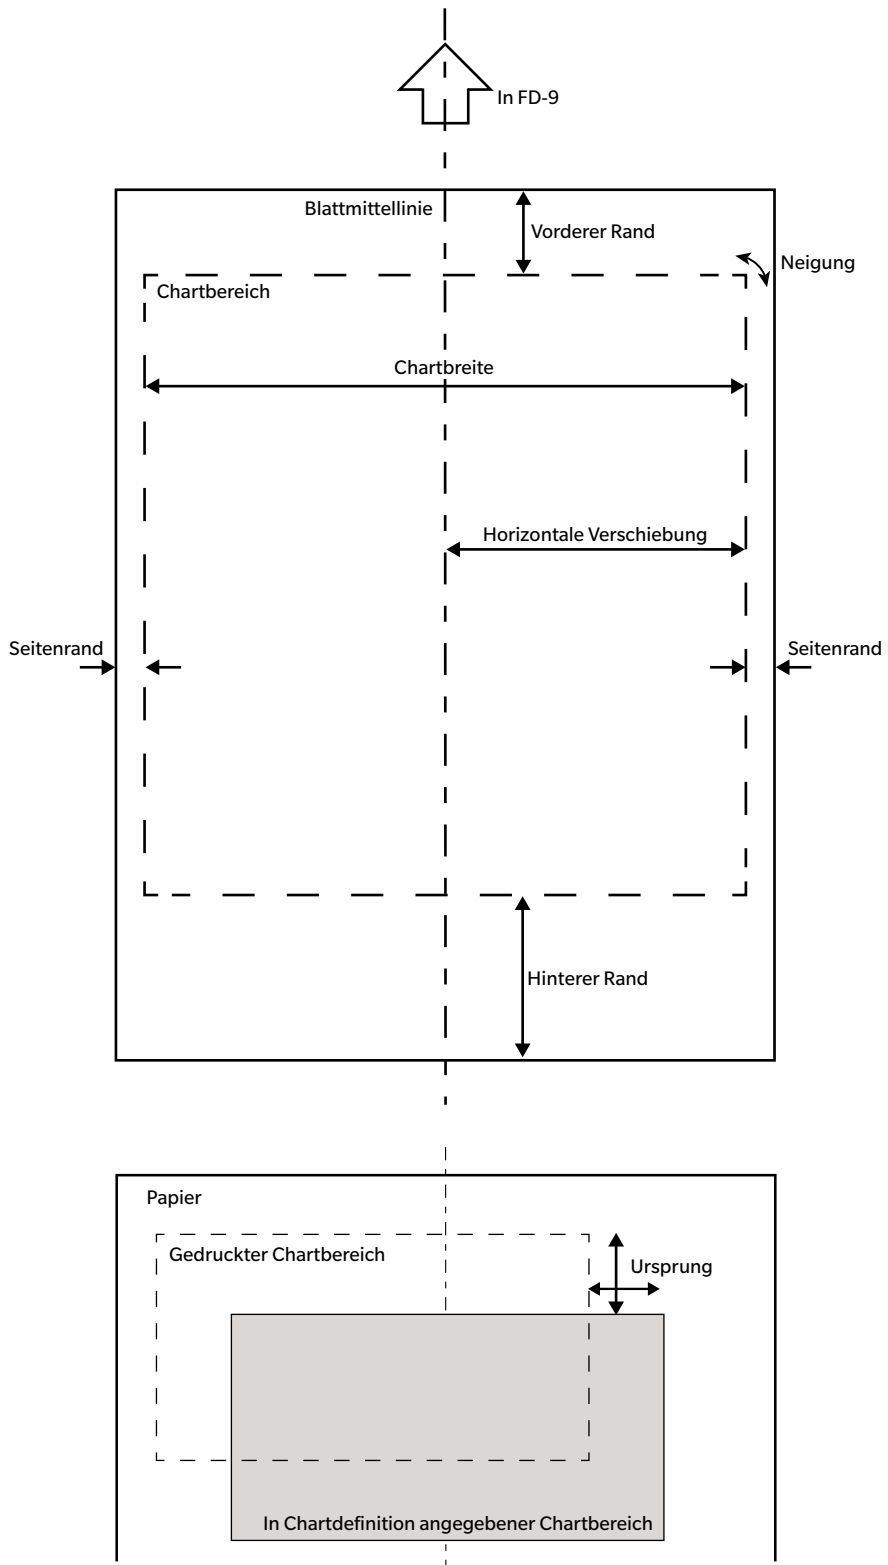 In FD-9
Blattmittellinie
Vorderer Rand
Neigung
Chartbereich
Chartbreite
Horizontale Verschiebung
Seitenrand
Seitenrand
Hinterer Rand
Papier
Gedruckter Chartbereich
Ursprung
In Chartdefinition angegebener Chartbereich